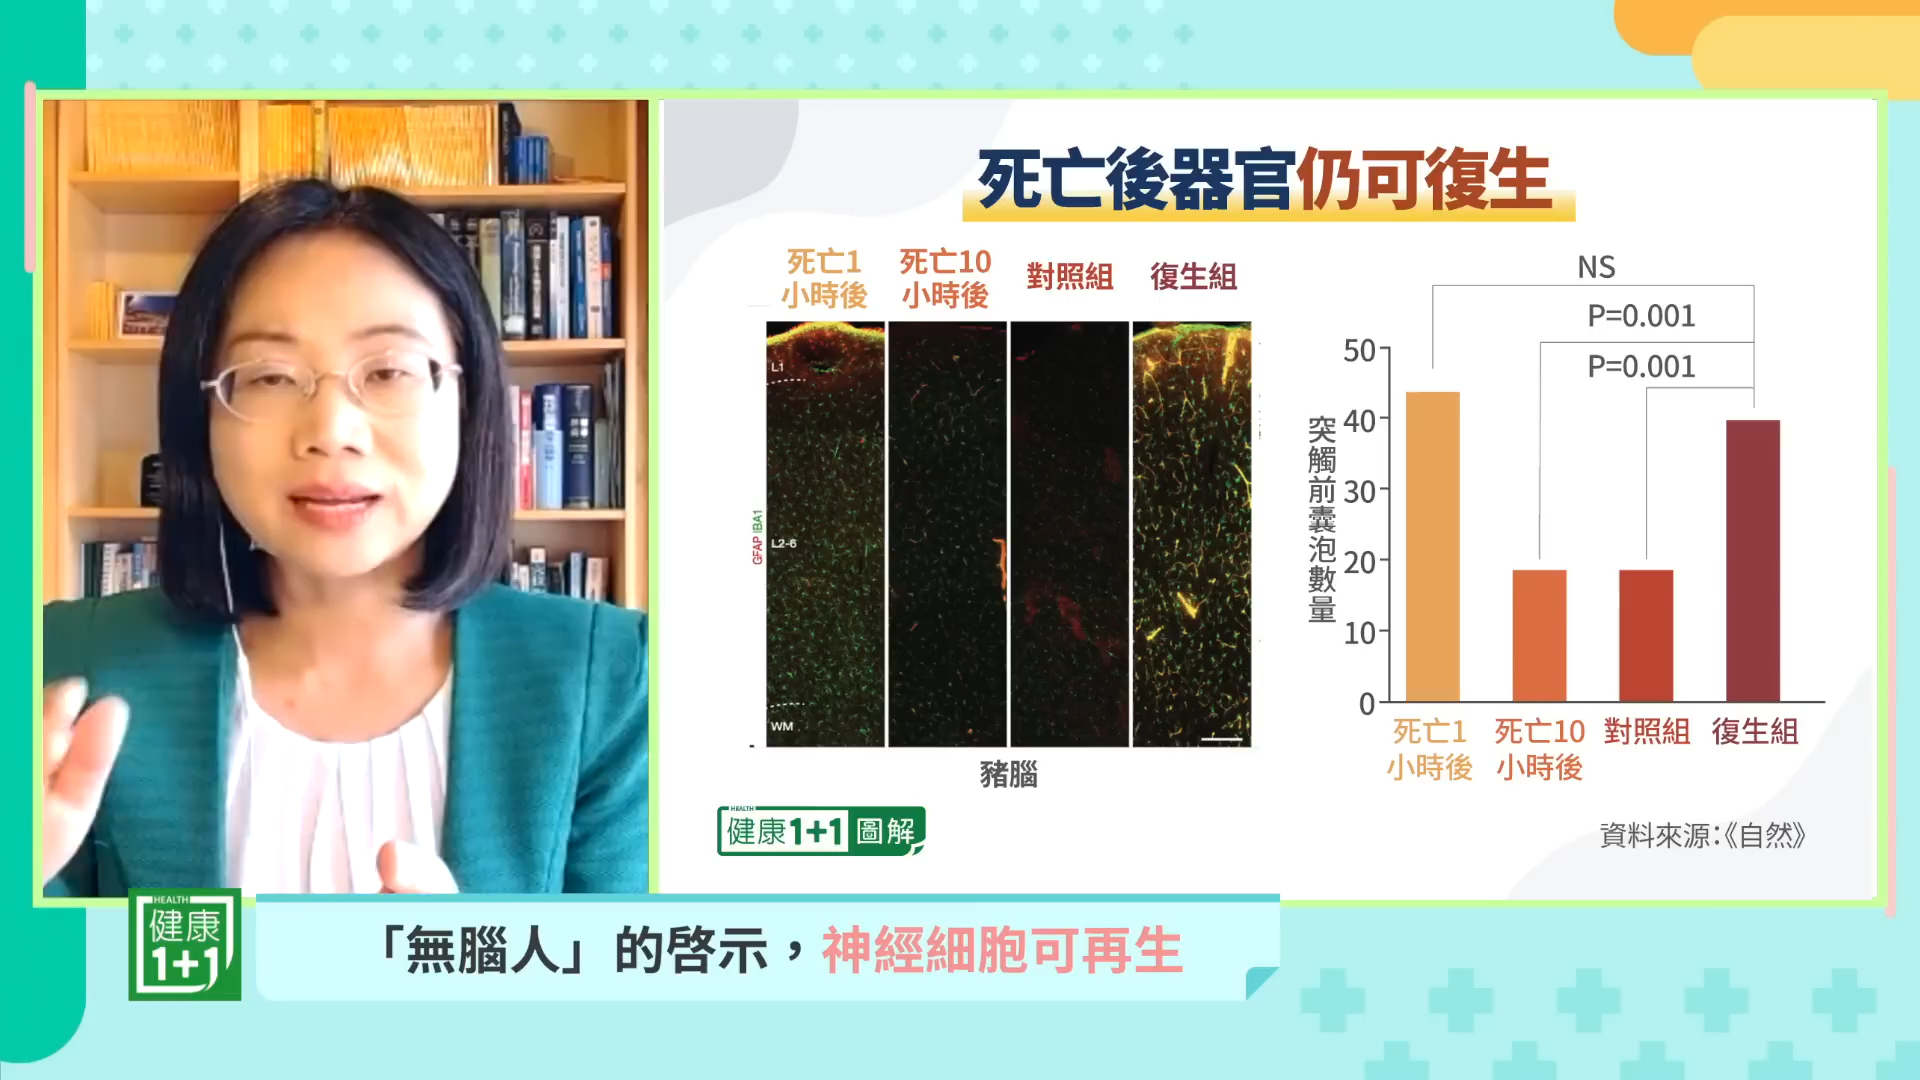 死亡後器官仍可復生
死亡1
小時後
死亡10
小時後
對照組
復生組
L1
L2-6
WM
GFAP IBA1
豬腦
NS
P=0.001
P=0.001
突觸前囊泡數量
50
40
30
20
10
0
死亡1
小時後
死亡10
小時後
對照組
復生組
HEALTH
健康1+1 圖解
資料來源：《自然》
HEALTH
健康
1+1
「無腦人」的啓示，神經細胞可再生